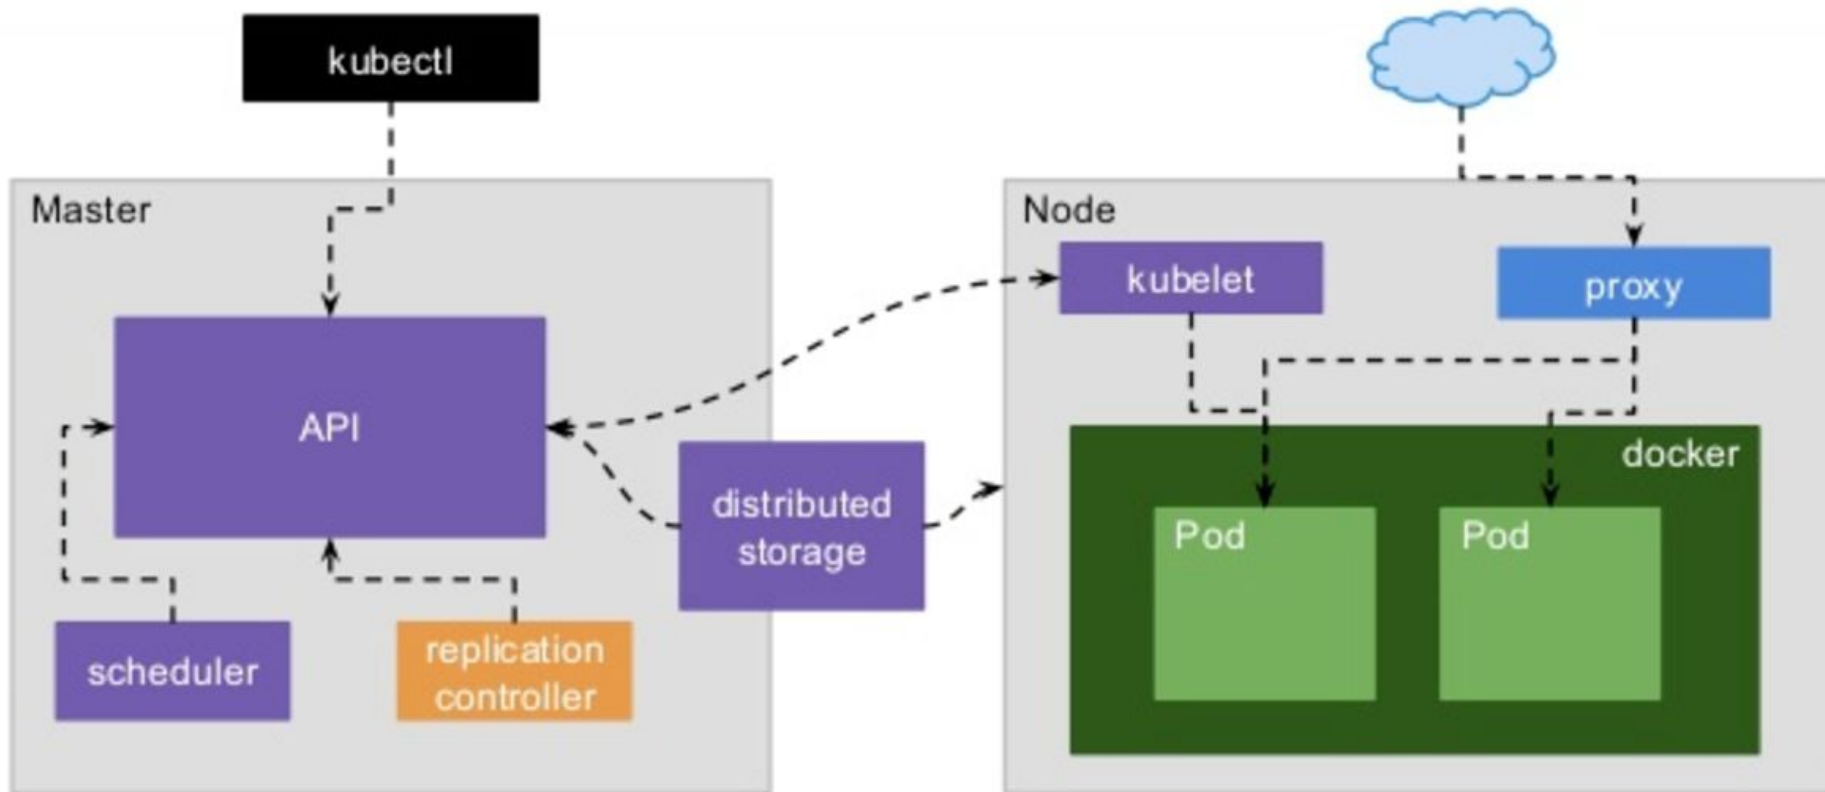 kubectl
Master
API
scheduler
replication
controller
distributed
storage
Node
kubelet
proxy
docker
Pod
Pod